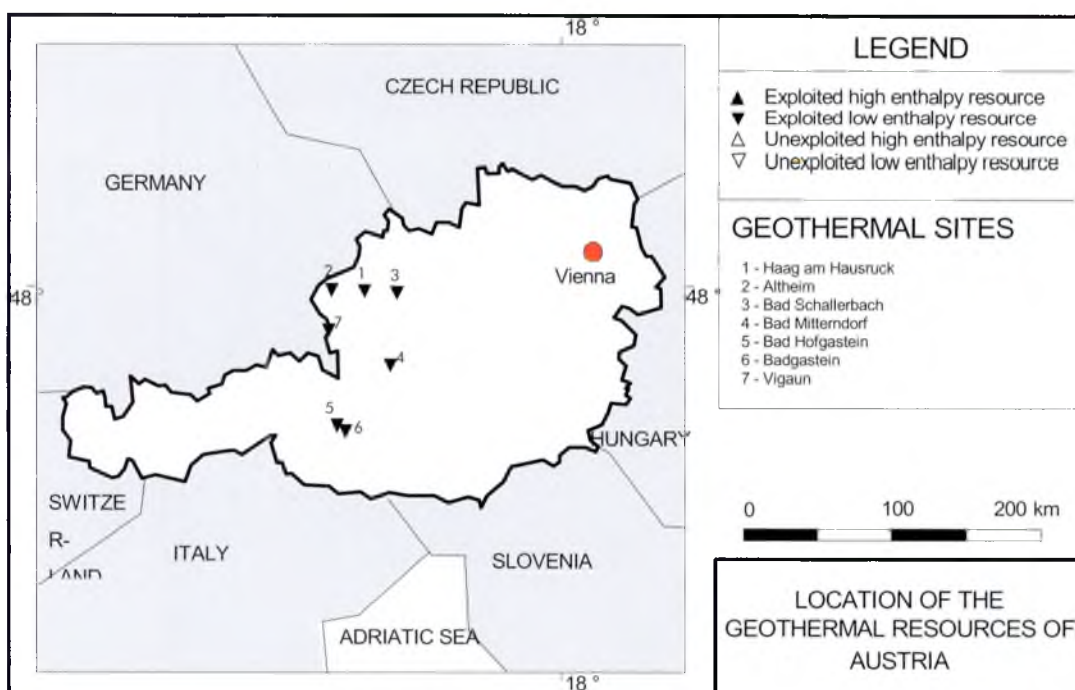 18°
CZECH REPUBLIC
GERMANY
Vienna
2
1
3
48°
48°
7
4
5
6
HUNGARY
SWITZE
R-
LAND
ITALY
SLOVENIA
ADRIATIC SEA
18°
LEGEND
Exploited high enthalpy resource
Exploited low enthalpy resource
Unexploited high enthalpy resource
Unexploited low enthalpy resource
GEOTHERMAL SITES
1 - Haag am Hausruck
2 - Altheim
3 - Bad Schallerbach
4 - Bad Mitterndorf
5 - Bad Hofgastein
6 - Badgastein
7 - Vigaun
0 100 200 km
LOCATION OF THE
GEOTHERMAL RESOURCES OF
AUSTRIA